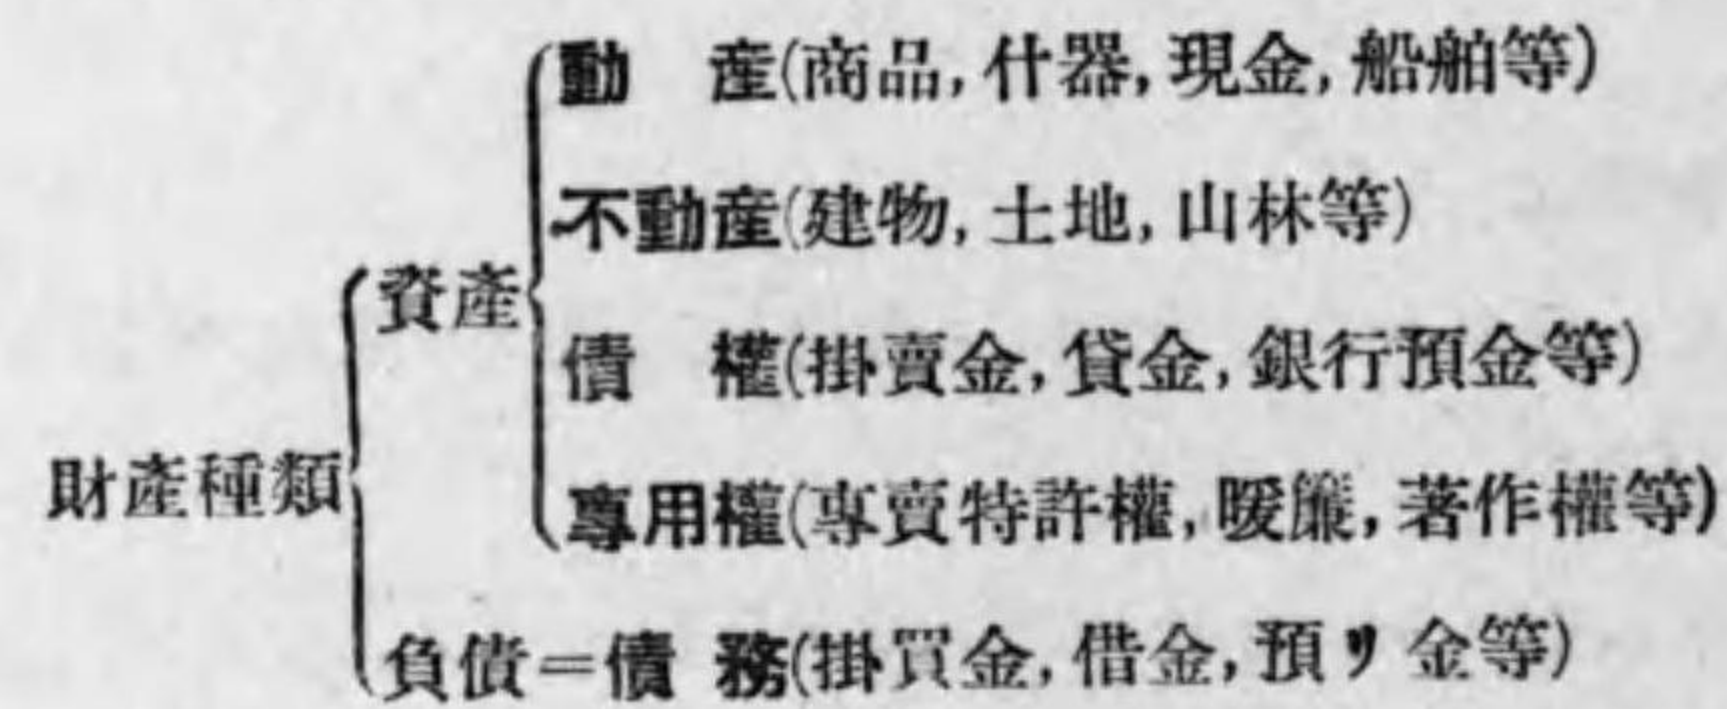 動　産(商品, 什器, 現金, 船舶等)
不動産(建物, 土地, 山林等)
資産
債　權(掛賣金, 貸金, 銀行預金等)
財産種類
專用權(專賣特許權, 暖簾, 著作權等)
負債＝債 務(掛買金, 借金, 預リ金等)